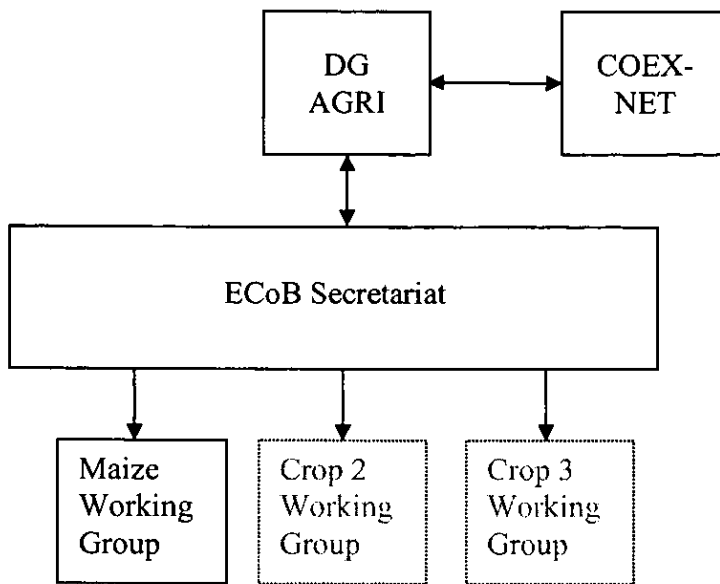 DG
AGRI
COEX-
NET
ECoB Secretariat
Maize
Working
Group
Crop 2
Working
Group
Crop 3
Working
Group